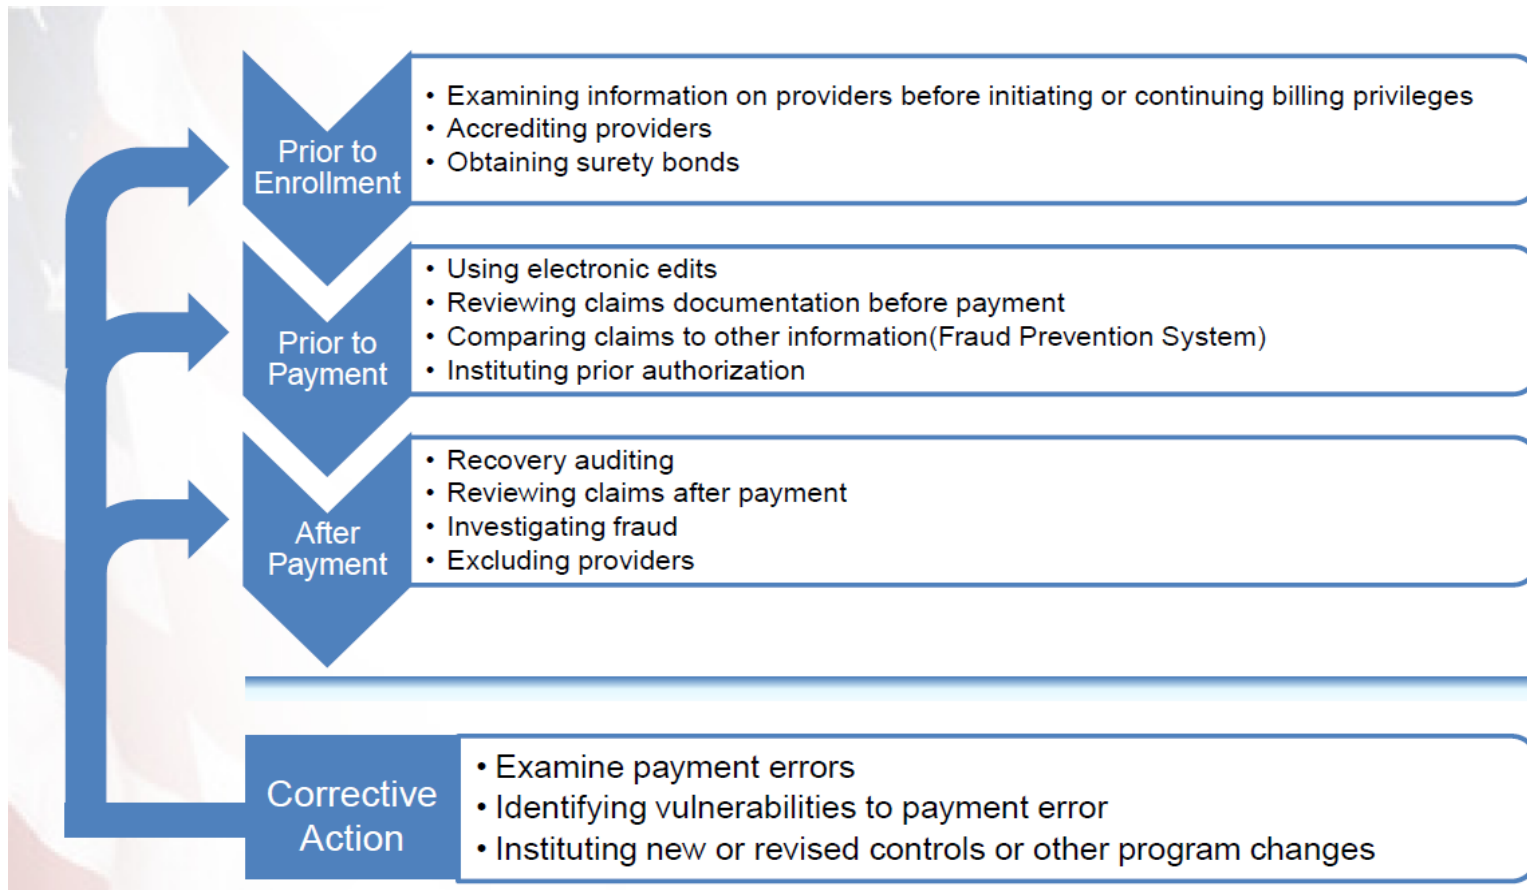 Prior to
Enrollment
• Examining information on providers before initiating or continuing billing privileges
• Accrediting providers
• Obtaining surety bonds
Prior to
Payment
• Using electronic edits
• Reviewing claims documentation before payment
• Comparing claims to other information(Fraud Prevention System)
• Instituting prior authorization
After
Payment
• Recovery auditing
• Reviewing claims after payment
• Investigating fraud
• Excluding providers
Corrective
Action
• Examine payment errors
• Identifying vulnerabilities to payment error
• Instituting new or revised controls or other program changes